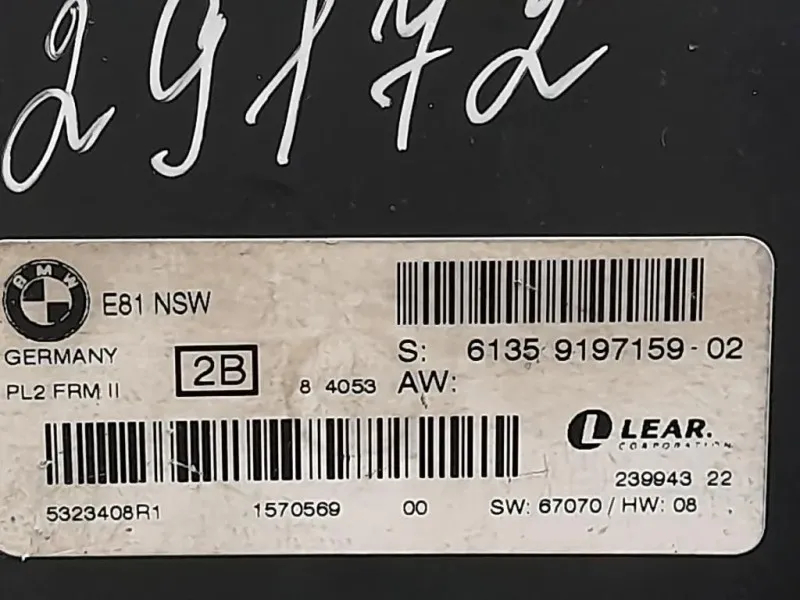 29172
BMW
E81 NSW
GERMANY
PL2 FRM II
2B
8 4053
S: 6135 9197159-02
AW:
LEAR.
CORPORATION
239943 22
5323408R1 1570569 00 SW: 67070 / HW: 08